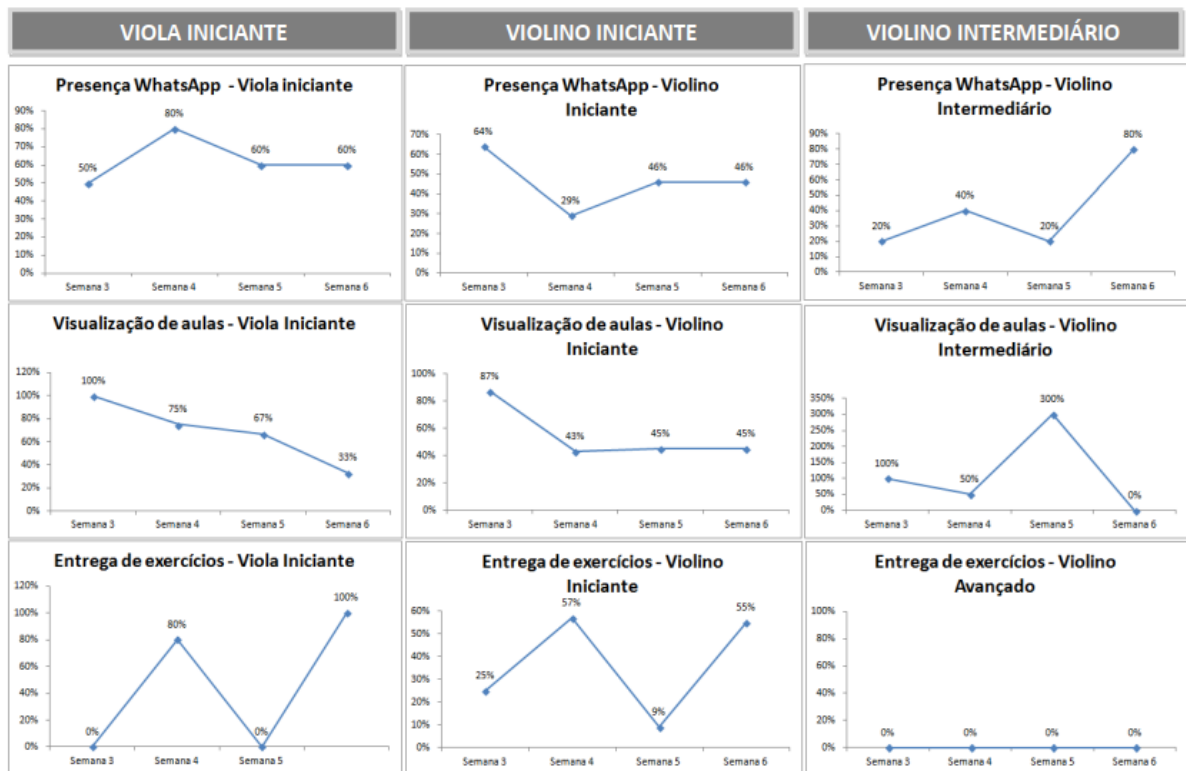 VIOLA INICIANTE
VIOLINO INICIANTE
VIOLINO INTERMEDIÁRIO
Presença WhatsApp - Viola iniciante
90%
80%
70%
60%
50%
40%
30%
20%
10%
0%
50%
80%
60%
60%
Semana 3
Semana 4
Semana 5
Semana 6
Presença WhatsApp - Violino
Iniciante
70%
60%
50%
40%
30%
20%
10%
0%
64%
29%
46%
46%
Semana 3
Semana 4
Semana 5
Semana 6
Presença WhatsApp - Violino
Intermediário
90%
80%
70%
60%
50%
40%
30%
20%
10%
0%
20%
40%
20%
80%
Semana 3
Semana 4
Semana 5
Semana 6
Visualização de aulas - Viola Iniciante
120%
100%
80%
60%
40%
20%
0%
100%
75%
67%
33%
Semana 3
Semana 4
Semana 5
Semana 6
Visualização de aulas - Violino
Iniciante
100%
80%
60%
40%
20%
0%
87%
43%
45%
45%
Semana 3
Semana 4
Semana 5
Semana 6
Visualização de aulas - Violino
Intermediário
350%
300%
250%
200%
150%
100%
50%
0%
100%
50%
300%
0%
Semana 3
Semana 4
Semana 5
Semana 6
Entrega de exercícios - Viola Iniciante
120%
100%
80%
60%
40%
20%
0%
0%
80%
0%
100%
Semana 3
Semana 4
Semana 5
Entrega de exercícios - Violino
Iniciante
60%
50%
40%
30%
20%
10%
0%
25%
57%
9%
55%
Semana 3
Semana 4
Semana 5
Semana 6
Entrega de exercícios - Violino
Avançado
100%
80%
60%
40%
20%
0%
0%
0%
0%
0%
Semana 3
Semana 4
Semana 5
Semana 6